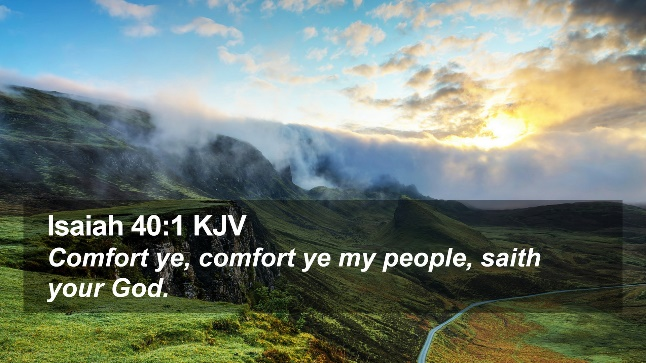 Isaiah 40:1 KJV
Comfort ye, comfort ye my people, saith
your God.